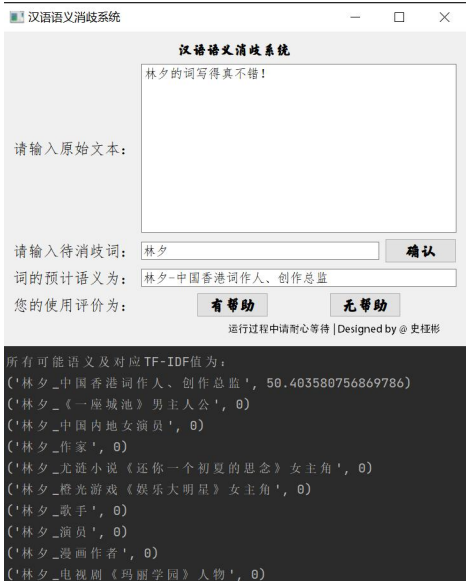 汉语语义消歧系统
汉语语义消歧系统
请输入原始文本：
林夕的词写得真不错！
请输入待消歧词：
林夕
确认
词的预计语义为：
林夕-中国香港词作人、创作总监
您的使用评价为：
有帮助
无帮助
运行过程中请耐心等待 | Designed by @ 史桠彬
所有可能语义及对应TF-IDF值为：
('林夕_中国香港词作人、创作总监', 50.403580756869786)
('林夕_《一座城池》男主人公', 0)
('林夕_中国内地女演员', 0)
('林夕_作家', 0)
('林夕_尤涟小说《还你一个初夏的思念》女主角', 0)
('林夕_橙光游戏《娱乐大明星》女主角', 0)
('林夕_歌手', 0)
('林夕_演员', 0)
('林夕_漫画作者', 0)
('林夕_电视剧《玛丽学园》人物', 0)